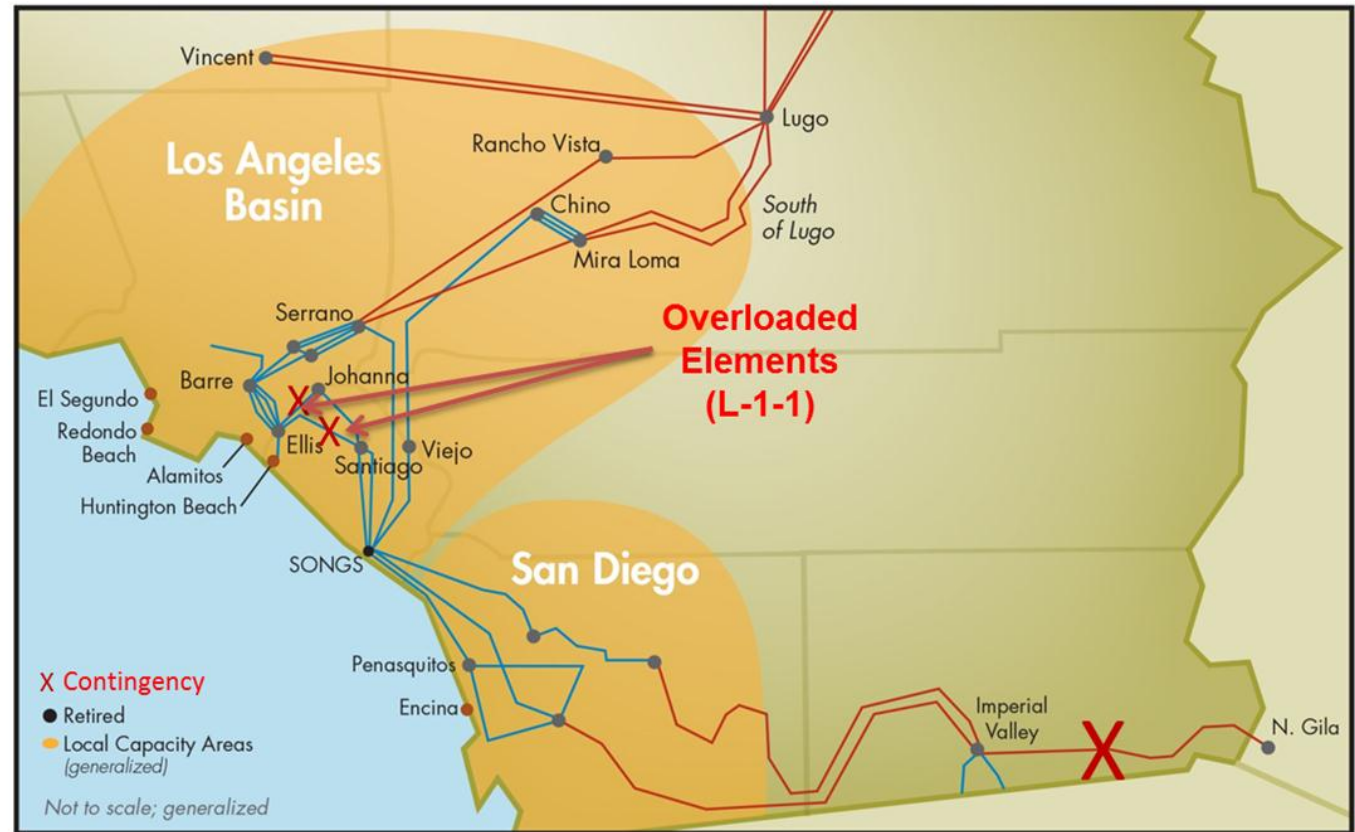 Vincent
Lugo
Rancho Vista
Los Angeles
Basin
Chino
South
of Lugo
Mira Loma
Serrano
Overloaded
Elements
(L-1-1)
Barre
Johanna
El Segundo
X
Redondo
Beach
X
Ellis
Viejo
Santiago
Alamitos
Huntington Beach
SONGS
San Diego
Penasquitos
X Contingency
Encina
Imperial
Valley
X
N. Gila
Retired
Local Capacity Areas
(generalized)
Not to scale; generalized